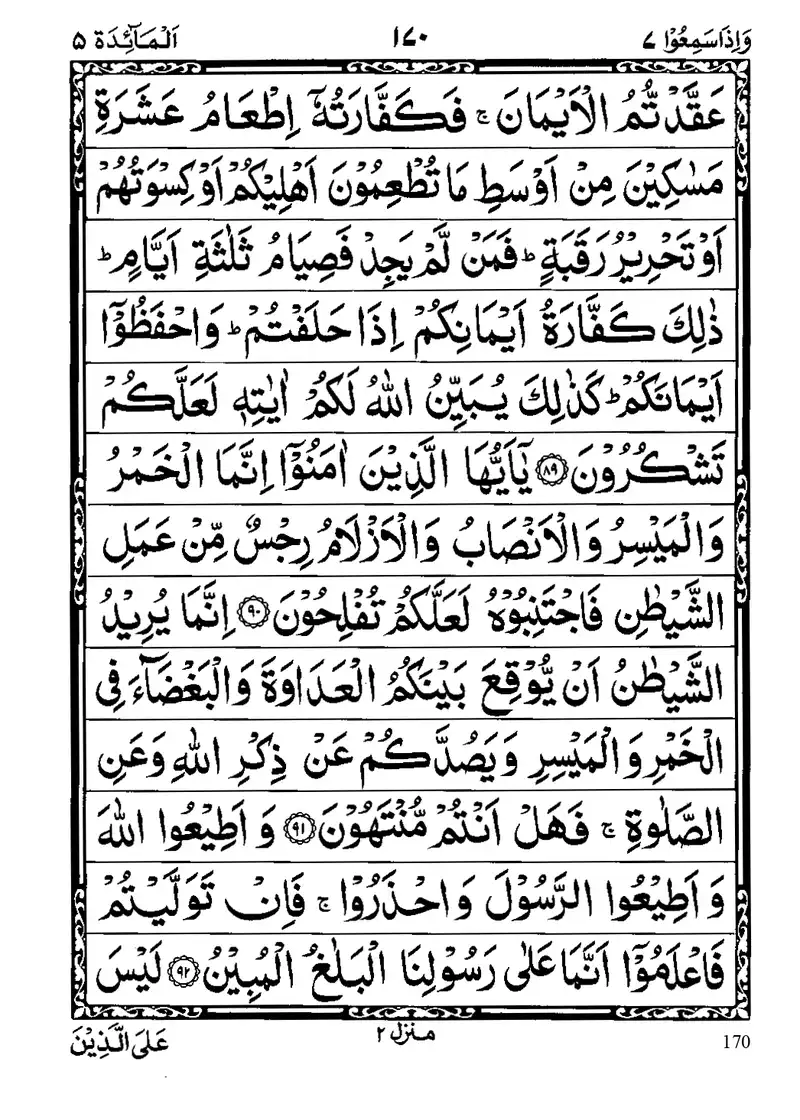 وَاِذَا سَمِعُوْا ٧ ١٧٠ اَلْمَآئِدَة ٥
عَقَّدْتُّمُ الْاَيْمَانَ ۚ فَكَفَّارَتُهٗۤ اِطْعَامُ عَشَرَةِ
مَسٰكِيْنَ مِنْ اَوْسَطِ مَا تُطْعِمُوْنَ اَهْلِيْكُمْ اَوْ كِسْوَتُهُمْ
اَوْ تَحْرِيْرُ رَقَبَةٍ ؕ فَمَنْ لَّمْ يَجِدْ فَصِيَامُ ثَلٰثَةِ اَيَّامٍ ؕ
ذٰلِكَ كَفَّارَةُ اَيْمَانِكُمْ اِذَا حَلَفْتُمْ ؕ وَاحْفَظُوْۤا
اَيْمَانَكُمْ ؕ كَذٰلِكَ يُبَيِّنُ اللّٰهُ لَكُمْ اٰيٰتِهٖ لَعَلَّكُمْ
تَشْكُرُوْنَ ﴿٨٩﴾ يٰۤاَيُّهَا الَّذِيْنَ اٰمَنُوْۤا اِنَّمَا الْخَمْرُ
وَالْمَيْسِرُ وَالْاَنْصَابُ وَالْاَزْلَامُ رِجْسٌ مِّنْ عَمَلِ
الشَّيْطٰنِ فَاجْتَنِبُوْهُ لَعَلَّكُمْ تُفْلِحُوْنَ ﴿٩٠﴾ اِنَّمَا يُرِيْدُ
الشَّيْطٰنُ اَنْ يُّوْقِعَ بَيْنَكُمُ الْعَدَاوَةَ وَالْبَغْضَآءَ فِى
الْخَمْرِ وَالْمَيْسِرِ وَيَصُدَّكُمْ عَنْ ذِكْرِ اللّٰهِ وَعَنِ
الصَّلٰوةِ ۚ فَهَلْ اَنْتُمْ مُّنْتَهُوْنَ ﴿٩١﴾ وَاَطِيْعُوا اللّٰهَ
وَاَطِيْعُوا الرَّسُوْلَ وَاحْذَرُوْا ۚ فَاِنْ تَوَلَّيْتُمْ
فَاعْلَمُوْۤا اَنَّمَا عَلٰى رَسُوْلِنَا الْبَلٰغُ الْمُبِيْنُ ﴿٩٢﴾ لَيْسَ
170 منزل ٢ عَلَى الَّذِيْنَ